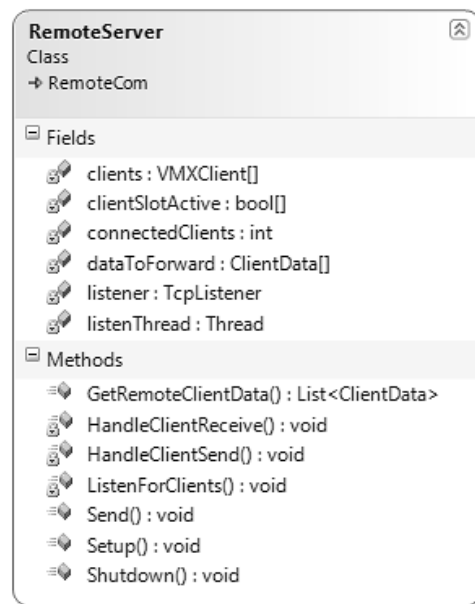 RemoteServer
Class
RemoteCom
Fields
clients : VMXClient[]
clientSlotActive : bool[]
connectedClients : int
dataToForward : ClientData[]
listener : TcpListener
listenThread : Thread
Methods
GetRemoteClientData() : List<ClientData>
HandleClientReceive() : void
HandleClientSend() : void
ListenForClients() : void
Send() : void
Setup() : void
Shutdown() : void